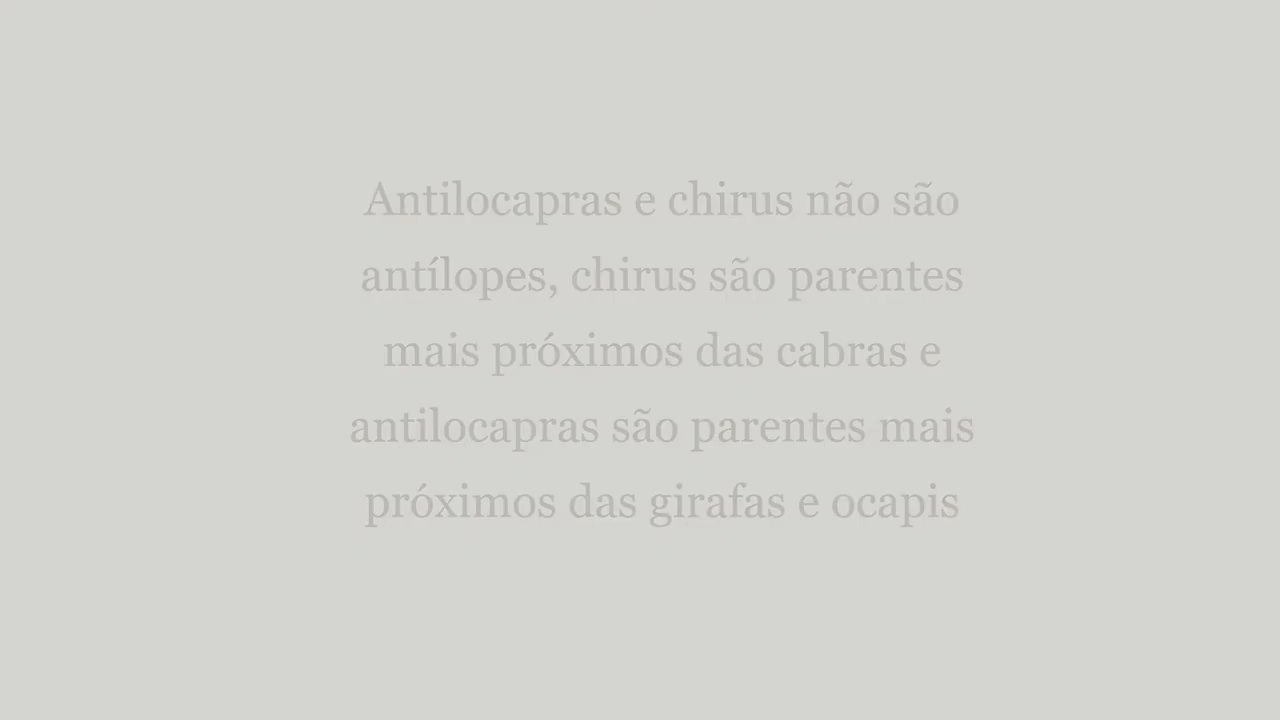 Antilocapras e chirus não são
antílopes, chirus são parentes
mais próximos das cabras e
antilocapras são parentes mais
próximos das girafas e ocapis